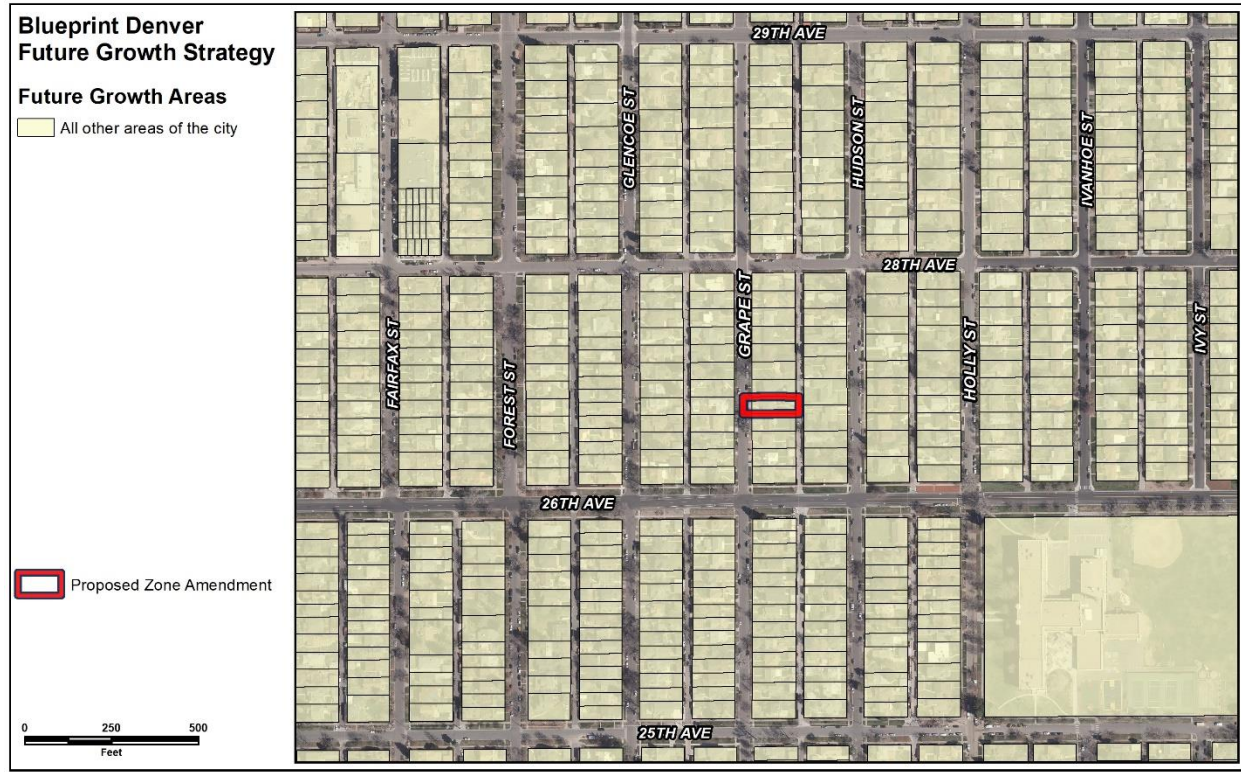 Blueprint Denver
Future Growth Strategy
Future Growth Areas
All other areas of the city
Proposed Zone Amendment
0 250 500
Feet
29TH AVE
GLENCOE ST
HUDSON ST
IVANHOE ST
28TH AVE
FAIRFAX ST
FOREST ST
GRAPE ST
HOLLY ST
IVY ST
26TH AVE
25TH AVE